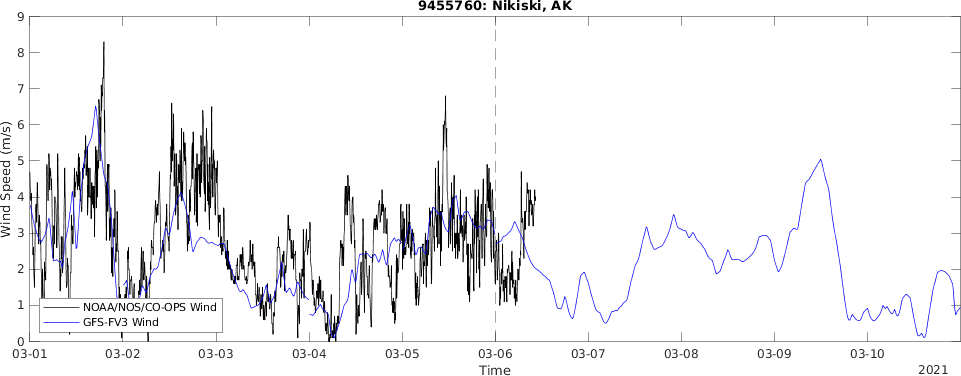 9455760: Nikiski, AK
9
8
7
6
5
4
3
2
1
0
Wind Speed (m/s)
NOAA/NOS/CO-OPS Wind
GFS-FV3 Wind
03-01 03-02 03-03 03-04 03-05 03-06 03-07 03-08 03-09 03-10
Time
2021